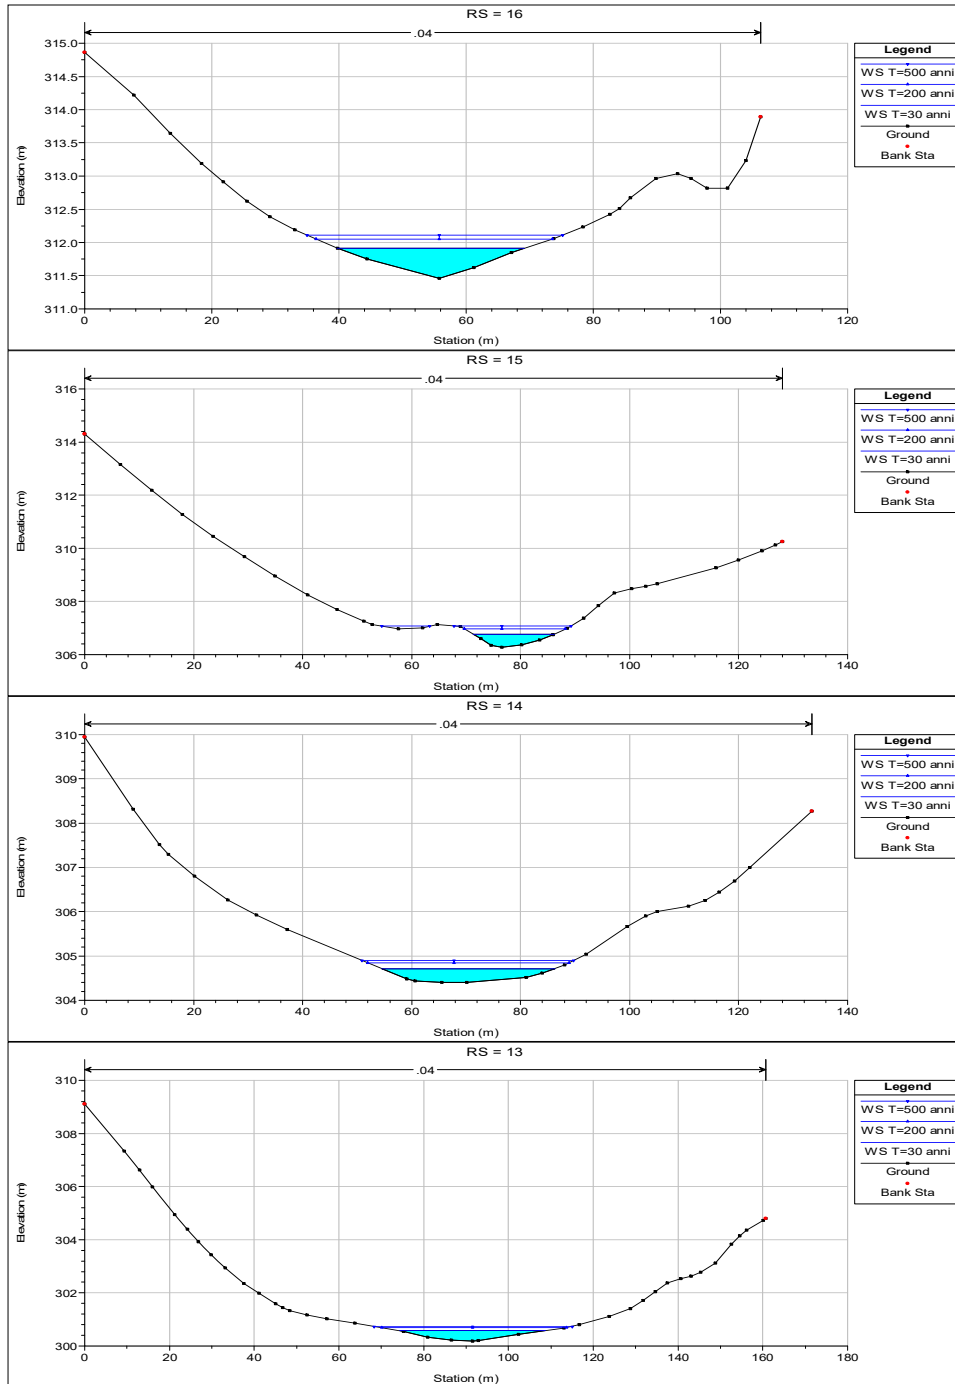 RS = 16
.04
315.0
314.5
314.0
313.5
313.0
312.5
312.0
311.5
311.0
Elevation (m)
0
20
40
60
80
100
120
Station (m)
Legend
WS T=500 anni
WS T=200 anni
WS T=30 anni
Ground
Bank Sta
RS = 15
.04
316
314
312
310
308
306
Elevation (m)
0
20
40
60
80
100
120
140
Station (m)
Legend
WS T=500 anni
WS T=200 anni
WS T=30 anni
Ground
Bank Sta
RS = 14
.04
310
309
308
307
306
305
304
Elevation (m)
0
20
40
60
80
100
120
140
Station (m)
Legend
WS T=500 anni
WS T=200 anni
WS T=30 anni
Ground
Bank Sta
RS = 13
.04
310
308
306
304
302
300
Elevation (m)
0
20
40
60
80
100
120
140
160
180
Station (m)
Legend
WS T=500 anni
WS T=200 anni
WS T=30 anni
Ground
Bank Sta